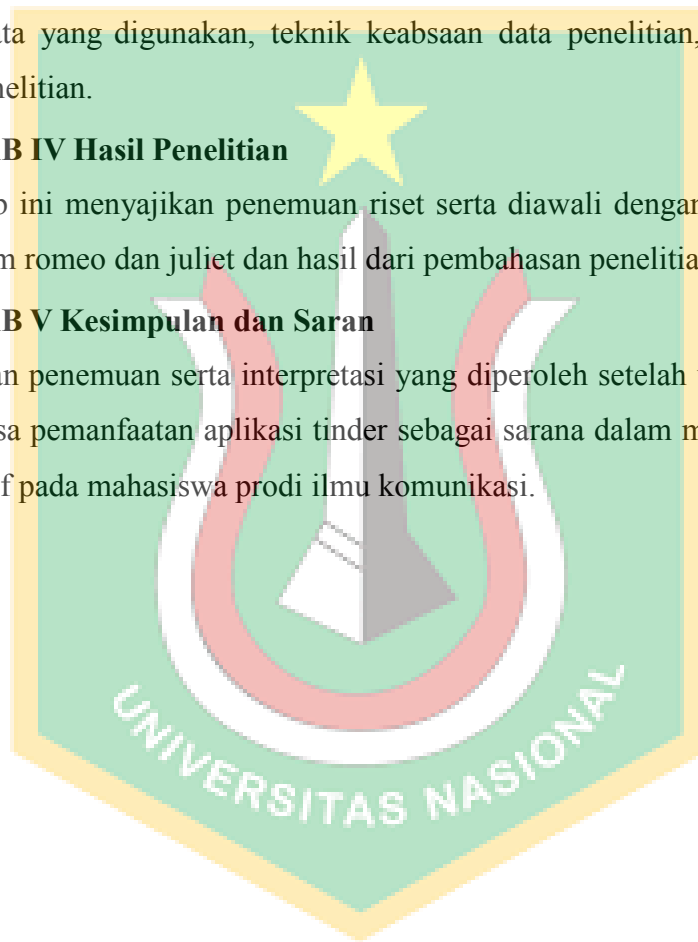 ta yang digunakan, teknik keabsaan data penelitian,
nelitian.
B IV Hasil Penelitian
ini menyajikan penemuan riset serta diawali dengan
m romeo dan juliet dan hasil dari pembahasan penelitia
B V Kesimpulan dan Saran
n penemuan serta interpretasi yang diperoleh setelah
sa pemanfaatan aplikasi tinder sebagai sarana dalam m
f pada mahasiswa prodi ilmu komunikasi.
UNIVERSITAS NASIONAL